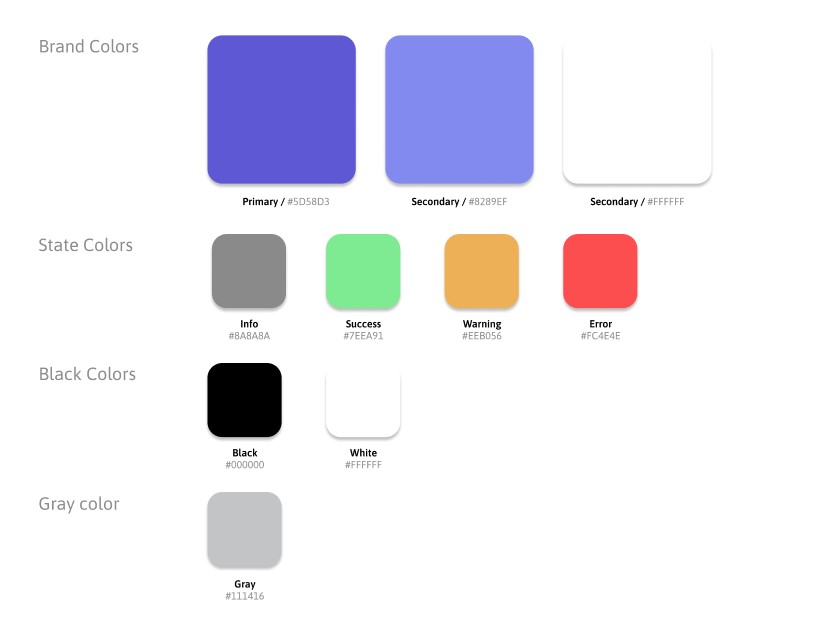 Brand Colors
Primary / #5D58D3
Secondary / #8289EF
Secondary / #FFFFFF
State Colors
Info
#8A8A8A
Success
#7EEA91
Warning
#EEB056
Error
#FC4E4E
Black Colors
Black
#000000
White
#FFFFFF
Gray color
Gray
#111416